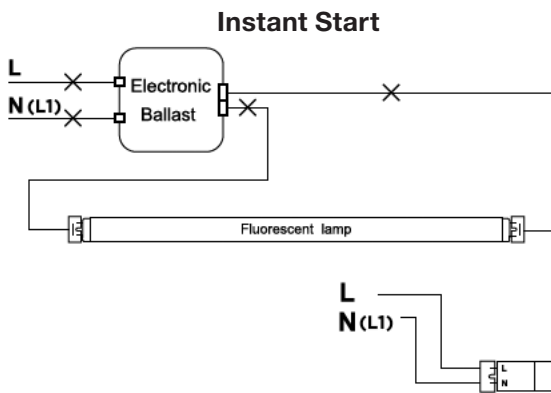 Instant Start
L
N (L1)
Electronic
Ballast
Fluorescent lamp
L
N (L1)
L
N